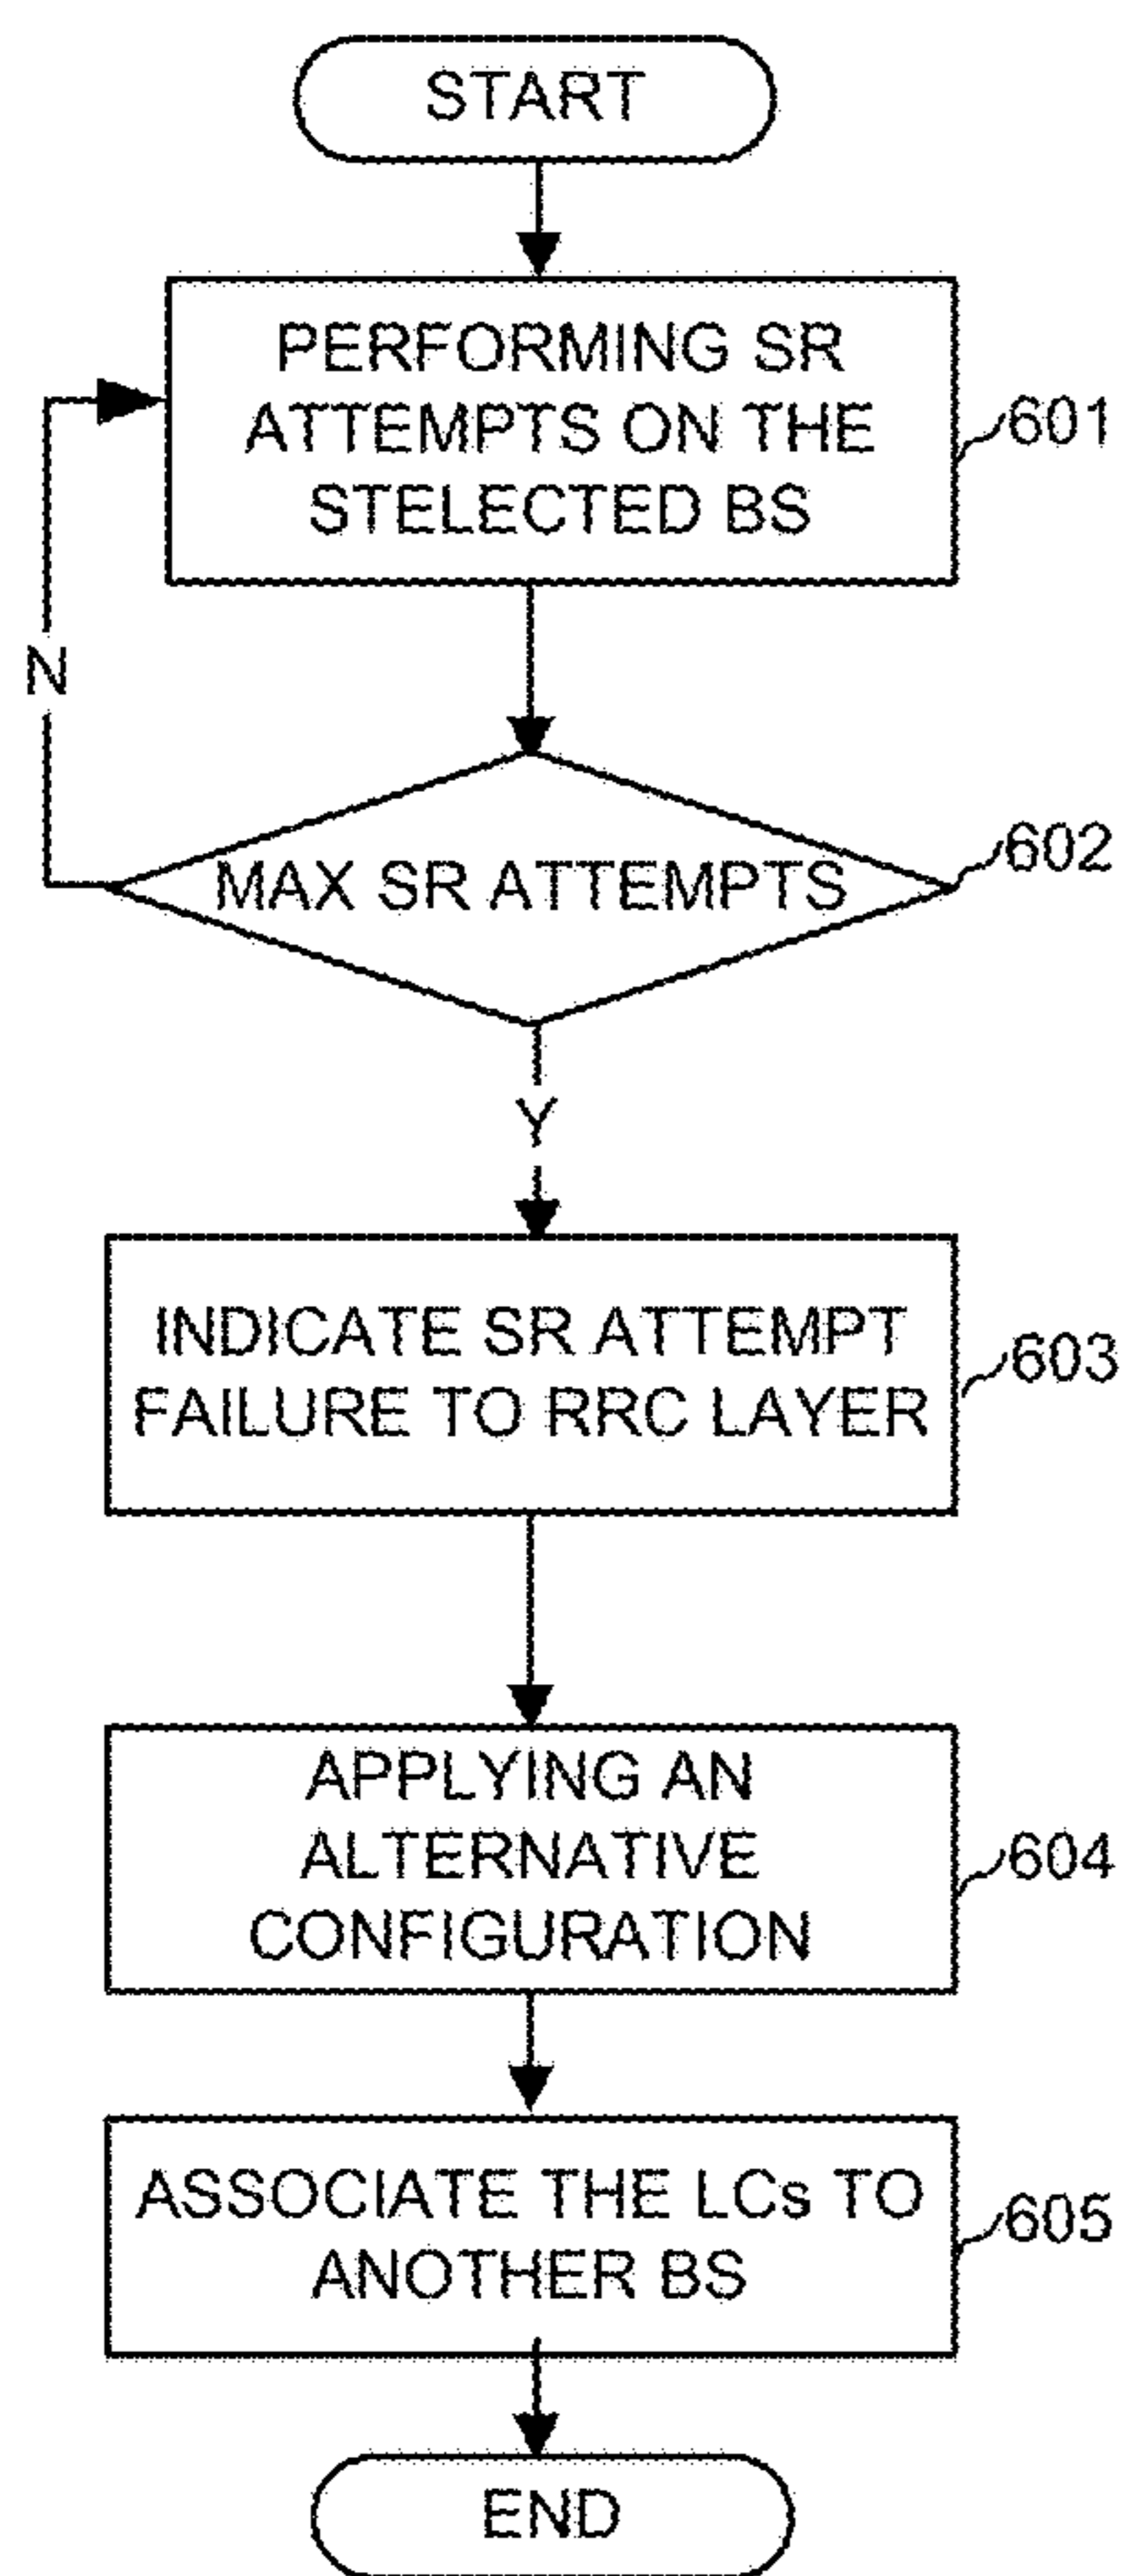 START
PERFORMING SR
ATTEMPTS ON THE
STELECTED BS
601
N
MAX SR ATTEMPTS
602
Y
INDICATE SR ATTEMPT
FAILURE TO RRC LAYER
603
APPLYING AN
ALTERNATIVE
CONFIGURATION
604
ASSOCIATE THE LCs TO
ANOTHER BS
605
END